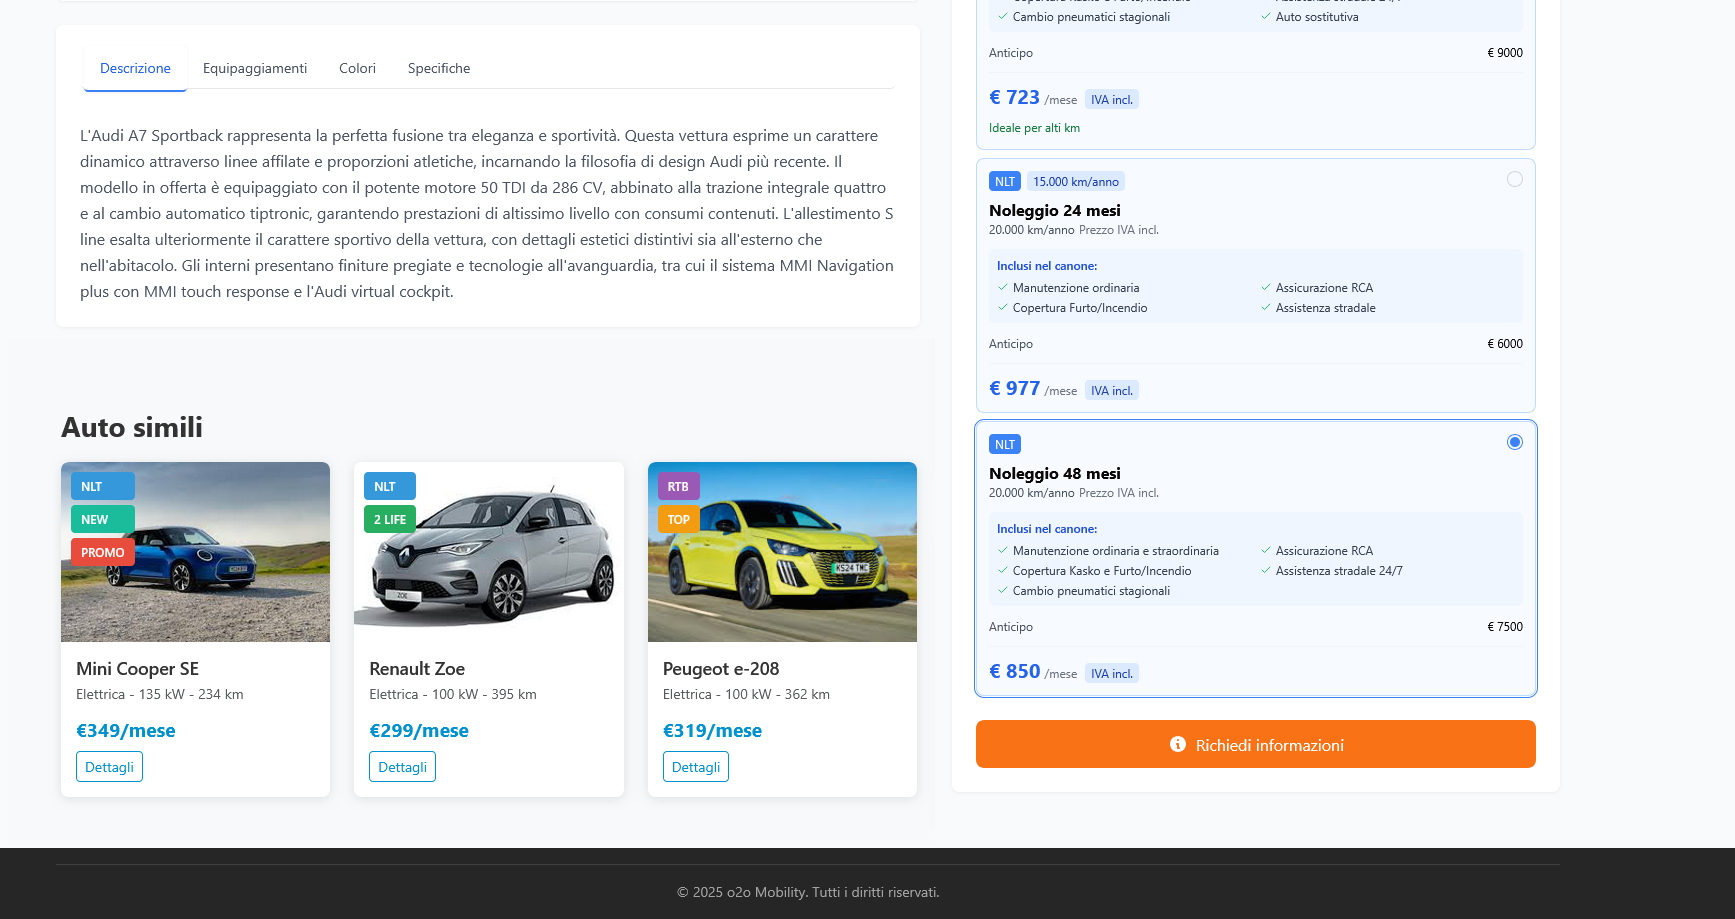 Descrizione
Equipaggiamenti
Colori
Specifiche
L'Audi A7 Sportback rappresenta la perfetta fusione tra eleganza e sportività. Questa vettura esprime un carattere
dinamico attraverso linee affilate e proporzioni atletiche, incarnando la filosofia di design Audi più recente. Il
modello in offerta è equipaggiato con il potente motore 50 TDI da 286 CV, abbinato alla trazione integrale quattro
e al cambio automatico tiptronic, garantendo prestazioni di altissimo livello con consumi contenuti. L'allestimento S
line esalta ulteriormente il carattere sportivo della vettura, con dettagli estetici distintivi sia all'esterno che
nell'abitacolo. Gli interni presentano finiture pregiate e tecnologie all'avanguardia, tra cui il sistema MMI Navigation
plus con MMI touch response e l'Audi virtual cockpit.
Auto simili
NLT
NEW
PROMO
Mini Cooper SE
Elettrica - 135 kW - 234 km
€349/mese
Dettagli
NLT
2 LIFE
ZOE
Renault Zoe
Elettrica - 100 kW - 395 km
€299/mese
Dettagli
RTB
TOP
KS24 TMC
Peugeot e-208
Elettrica - 100 kW - 362 km
€319/mese
Dettagli
Cambio pneumatici stagionali
Auto sostitutiva
Anticipo € 9000
€ 723 /mese IVA incl.
Ideale per alti km
NLT 15.000 km/anno
Noleggio 24 mesi
20.000 km/anno Prezzo IVA incl.
Inclusi nel canone:
Manutenzione ordinaria
Assicurazione RCA
Copertura Furto/Incendio
Assistenza stradale
Anticipo € 6000
€ 977 /mese IVA incl.
NLT
Noleggio 48 mesi
20.000 km/anno Prezzo IVA incl.
Inclusi nel canone:
Manutenzione ordinaria e straordinaria
Assicurazione RCA
Copertura Kasko e Furto/Incendio
Assistenza stradale 24/7
Cambio pneumatici stagionali
Anticipo € 7500
€ 850 /mese IVA incl.
Richiedi informazioni
© 2025 o2o Mobility. Tutti i diritti riservati.